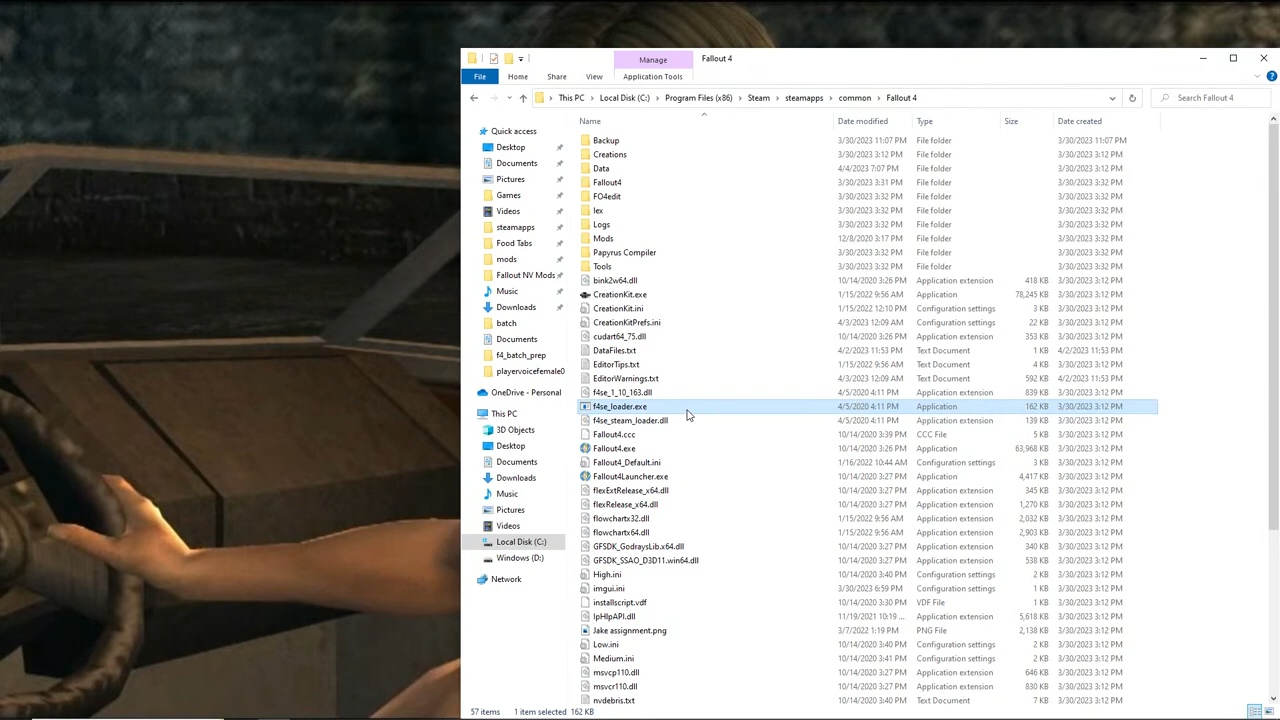 Manage
Fallout 4
File
Home
Share
View
Application Tools
This PC
Local Disk (C:)
Program Files (x86)
Steam
steamapps
common
Fallout 4
Search Fallout 4
Name
Date modified
Type
Size
Date created
Quick access
Desktop
Documents
Pictures
Games
Videos
steamapps
Food Tabs
mods
Fallout NV Mods
Music
Downloads
batch
Documents
f4_batch_prep
playervoicefemale0
OneDrive - Personal
This PC
3D Objects
Desktop
Documents
Downloads
Music
Pictures
Videos
Local Disk (C:)
Windows (D:)
Network
Backup 3/30/2023 11:07 PM File folder 3/30/2023 11:07 PM
Creations 3/30/2023 3:12 PM File folder 3/30/2023 3:12 PM
Data 4/4/2023 7:07 PM File folder 3/30/2023 3:12 PM
Fallout4 3/30/2023 3:31 PM File folder 3/30/2023 3:32 PM
FO4edit 3/30/2023 3:32 PM File folder 3/30/2023 3:32 PM
lex 3/30/2023 3:32 PM File folder 3/30/2023 3:32 PM
Logs 3/30/2023 3:32 PM File folder 3/30/2023 3:32 PM
Mods 12/8/2020 3:17 PM File folder 3/30/2023 3:32 PM
Papyrus Compiler 3/30/2023 3:32 PM File folder 3/30/2023 3:32 PM
Tools 3/30/2023 3:32 PM File folder 3/30/2023 3:32 PM
bink2w64.dll 10/14/2020 3:26 PM Application extension 418 KB 3/30/2023 3:12 PM
CreationKit.exe 1/15/2022 9:56 AM Application 78,245 KB 3/30/2023 3:12 PM
CreationKit.ini 1/15/2022 12:10 PM Configuration settings 3 KB 3/30/2023 3:12 PM
CreationKitPrefs.ini 4/3/2023 12:09 AM Configuration settings 22 KB 3/30/2023 3:12 PM
cudart64_75.dll 10/14/2020 3:26 PM Application extension 353 KB 3/30/2023 3:12 PM
DataFiles.txt 4/2/2023 11:53 PM Text Document 1 KB 4/2/2023 11:53 PM
EditorTips.txt 1/15/2022 9:56 AM Text Document 4 KB 3/30/2023 3:12 PM
EditorWarnings.txt 4/3/2023 12:09 AM Text Document 592 KB 4/2/2023 11:53 PM
f4se_1_10_163.dll 4/5/2020 4:11 PM Application extension 839 KB 3/30/2023 3:12 PM
f4se_loader.exe 4/5/2020 4:11 PM Application 162 KB 3/30/2023 3:12 PM
f4se_steam_loader.dll 4/5/2020 4:11 PM Application extension 139 KB 3/30/2023 3:12 PM
Fallout4.ccc 10/14/2020 3:39 PM CCC File 5 KB 3/30/2023 3:12 PM
Fallout4.exe 10/14/2020 3:26 PM Application 63,968 KB 3/30/2023 3:12 PM
Fallout4_Default.ini 1/16/2022 10:44 AM Configuration settings 3 KB 3/30/2023 3:12 PM
Fallout4Launcher.exe 10/14/2020 3:27 PM Application 4,417 KB 3/30/2023 3:12 PM
flexExtRelease_x64.dll 10/14/2020 3:27 PM Application extension 345 KB 3/30/2023 3:12 PM
flexRelease_x64.dll 10/14/2020 3:27 PM Application extension 1,270 KB 3/30/2023 3:12 PM
flowchartx32.dll 1/15/2022 9:56 AM Application extension 2,032 KB 3/30/2023 3:12 PM
flowchartx64.dll 1/15/2022 9:56 AM Application extension 2,903 KB 3/30/2023 3:12 PM
GFSDK_GodraysLib.x64.dll 10/14/2020 3:27 PM Application extension 340 KB 3/30/2023 3:12 PM
GFSDK_SSAO_D3D11.win64.dll 10/14/2020 3:27 PM Application extension 538 KB 3/30/2023 3:12 PM
High.ini 10/14/2020 3:40 PM Configuration settings 2 KB 3/30/2023 3:12 PM
imgui.ini 3/30/2023 6:59 PM Configuration settings 1 KB 3/30/2023 3:12 PM
installscript.vdf 10/14/2020 3:30 PM VDF File 1 KB 3/30/2023 3:12 PM
IpHlpAPI.dll 11/19/2021 10:19 ... Application extension 5,618 KB 3/30/2023 3:12 PM
Jake assignment.png 3/7/2022 1:19 PM PNG File 2,138 KB 3/30/2023 3:12 PM
Low.ini 10/14/2020 3:40 PM Configuration settings 2 KB 3/30/2023 3:12 PM
Medium.ini 10/14/2020 3:41 PM Configuration settings 2 KB 3/30/2023 3:12 PM
msvcp110.dll 10/14/2020 3:27 PM Application extension 646 KB 3/30/2023 3:12 PM
msvcr110.dll 10/14/2020 3:27 PM Application extension 830 KB 3/30/2023 3:12 PM
nvdebris.txt 10/14/2020 3:27 PM Text Document 7 KB 3/30/2023 3:12 PM
57 items 1 item selected 162 KB